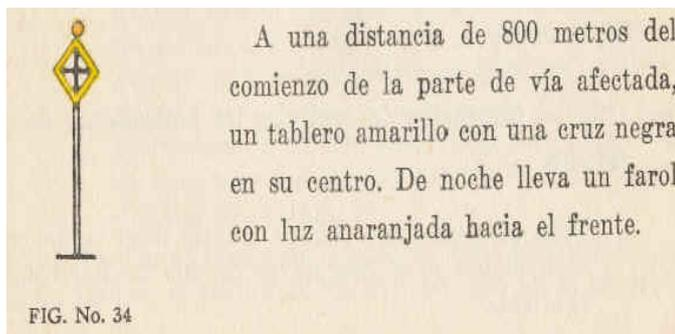 A una distancia de 800 metros del
comienzo de la parte de vía afectada,
un tablero amarillo con una cruz negra
en su centro. De noche lleva un farol
con luz anaranjada hacia el frente.
FIG. No. 34